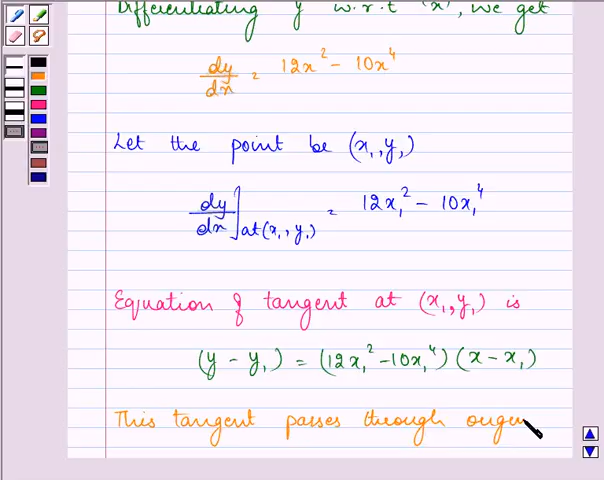 Differentiating y w.r.t 'x', we get
dy/dx = 12x² - 10x⁴
Let the point be (x₁, y₁)
dy/dx]at (x₁, y₁) = 12x₁² - 10x₁⁴
Equation of tangent at (x₁, y₁) is
(y - y₁) = (12x₁² - 10x₁⁴) (x - x₁)
This tangent passes through